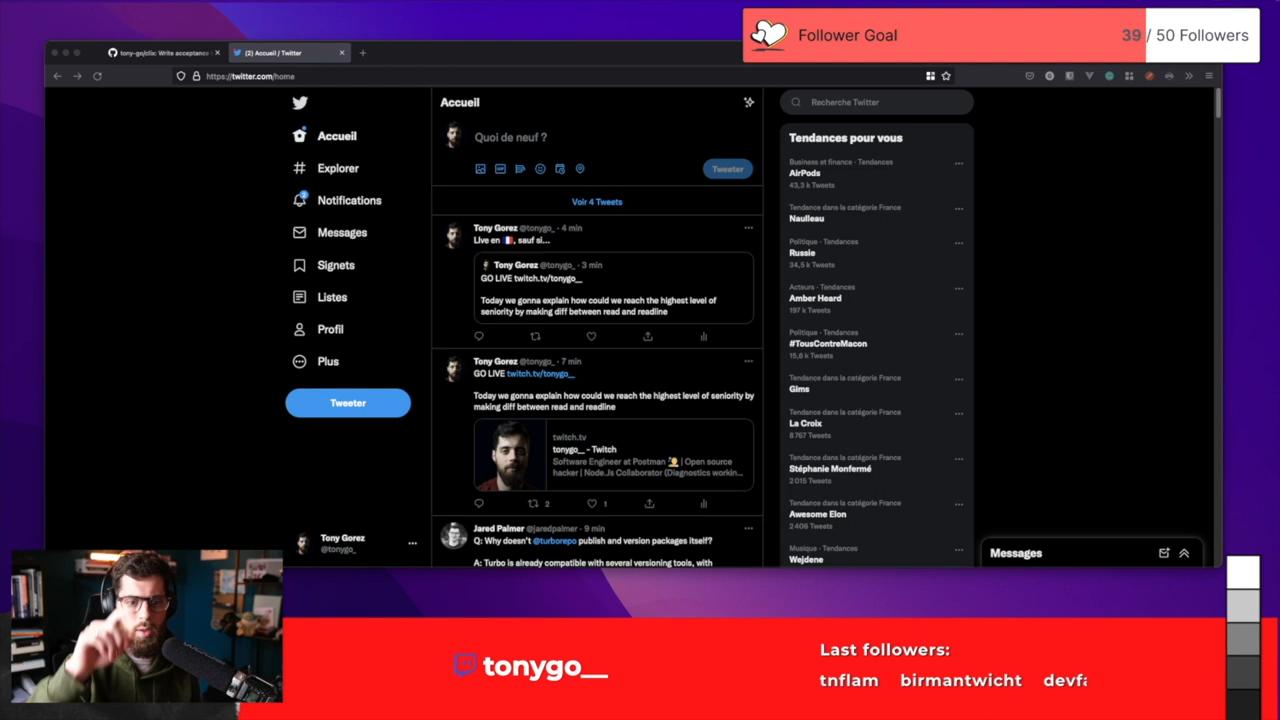 Follower Goal
39 / 50 Followers
tony-go/clix: Write acceptance
(2) Accueil / Twitter
https://twitter.com/home
Accueil
Explorer
Notifications
2
Messages
Signets
Listes
Profil
Plus
Tweeter
Tony Gorez
@tonygo_
Accueil
Quoi de neuf ?
Tweeter
Voir 4 Tweets
Tony Gorez @tonygo_ · 4 min
Live en 🇫🇷, sauf si...
Tony Gorez @tonygo_ · 3 min
GO LIVE twitch.tv/tonygo__
Today we gonna explain how could we reach the highest level of
seniority by making diff between read and readline
Tony Gorez @tonygo_ · 7 min
GO LIVE twitch.tv/tonygo__
Today we gonna explain how could we reach the highest level of seniority by
making diff between read and readline
twitch.tv
tonygo__ - Twitch
Software Engineer at Postman 👩‍🚀 | Open source
hacker | Node.Js Collaborator (Diagnostics workin...
2
1
Jared Palmer @jaredpalmer · 9 min
Q: Why doesn't @turborepo publish and version packages itself?
A: Turbo is already compatible with several versioning tools, with
Recherche Twitter
Tendances pour vous
Business et finance · Tendances
AirPods
43,3 k Tweets
Tendance dans la catégorie France
Naulleau
Politique · Tendances
Russie
34,5 k Tweets
Acteurs · Tendances
Amber Heard
197 k Tweets
Politique · Tendances
#TousContreMacon
15,6 k Tweets
Tendance dans la catégorie France
Gims
Tendance dans la catégorie France
La Croix
8 767 Tweets
Tendance dans la catégorie France
Stéphanie Monfermé
2 015 Tweets
Tendance dans la catégorie France
Awesome Elon
2 406 Tweets
Musique · Tendances
Wejdene
Messages
tonygo__
Last followers:
tnflam birmantwicht devfa